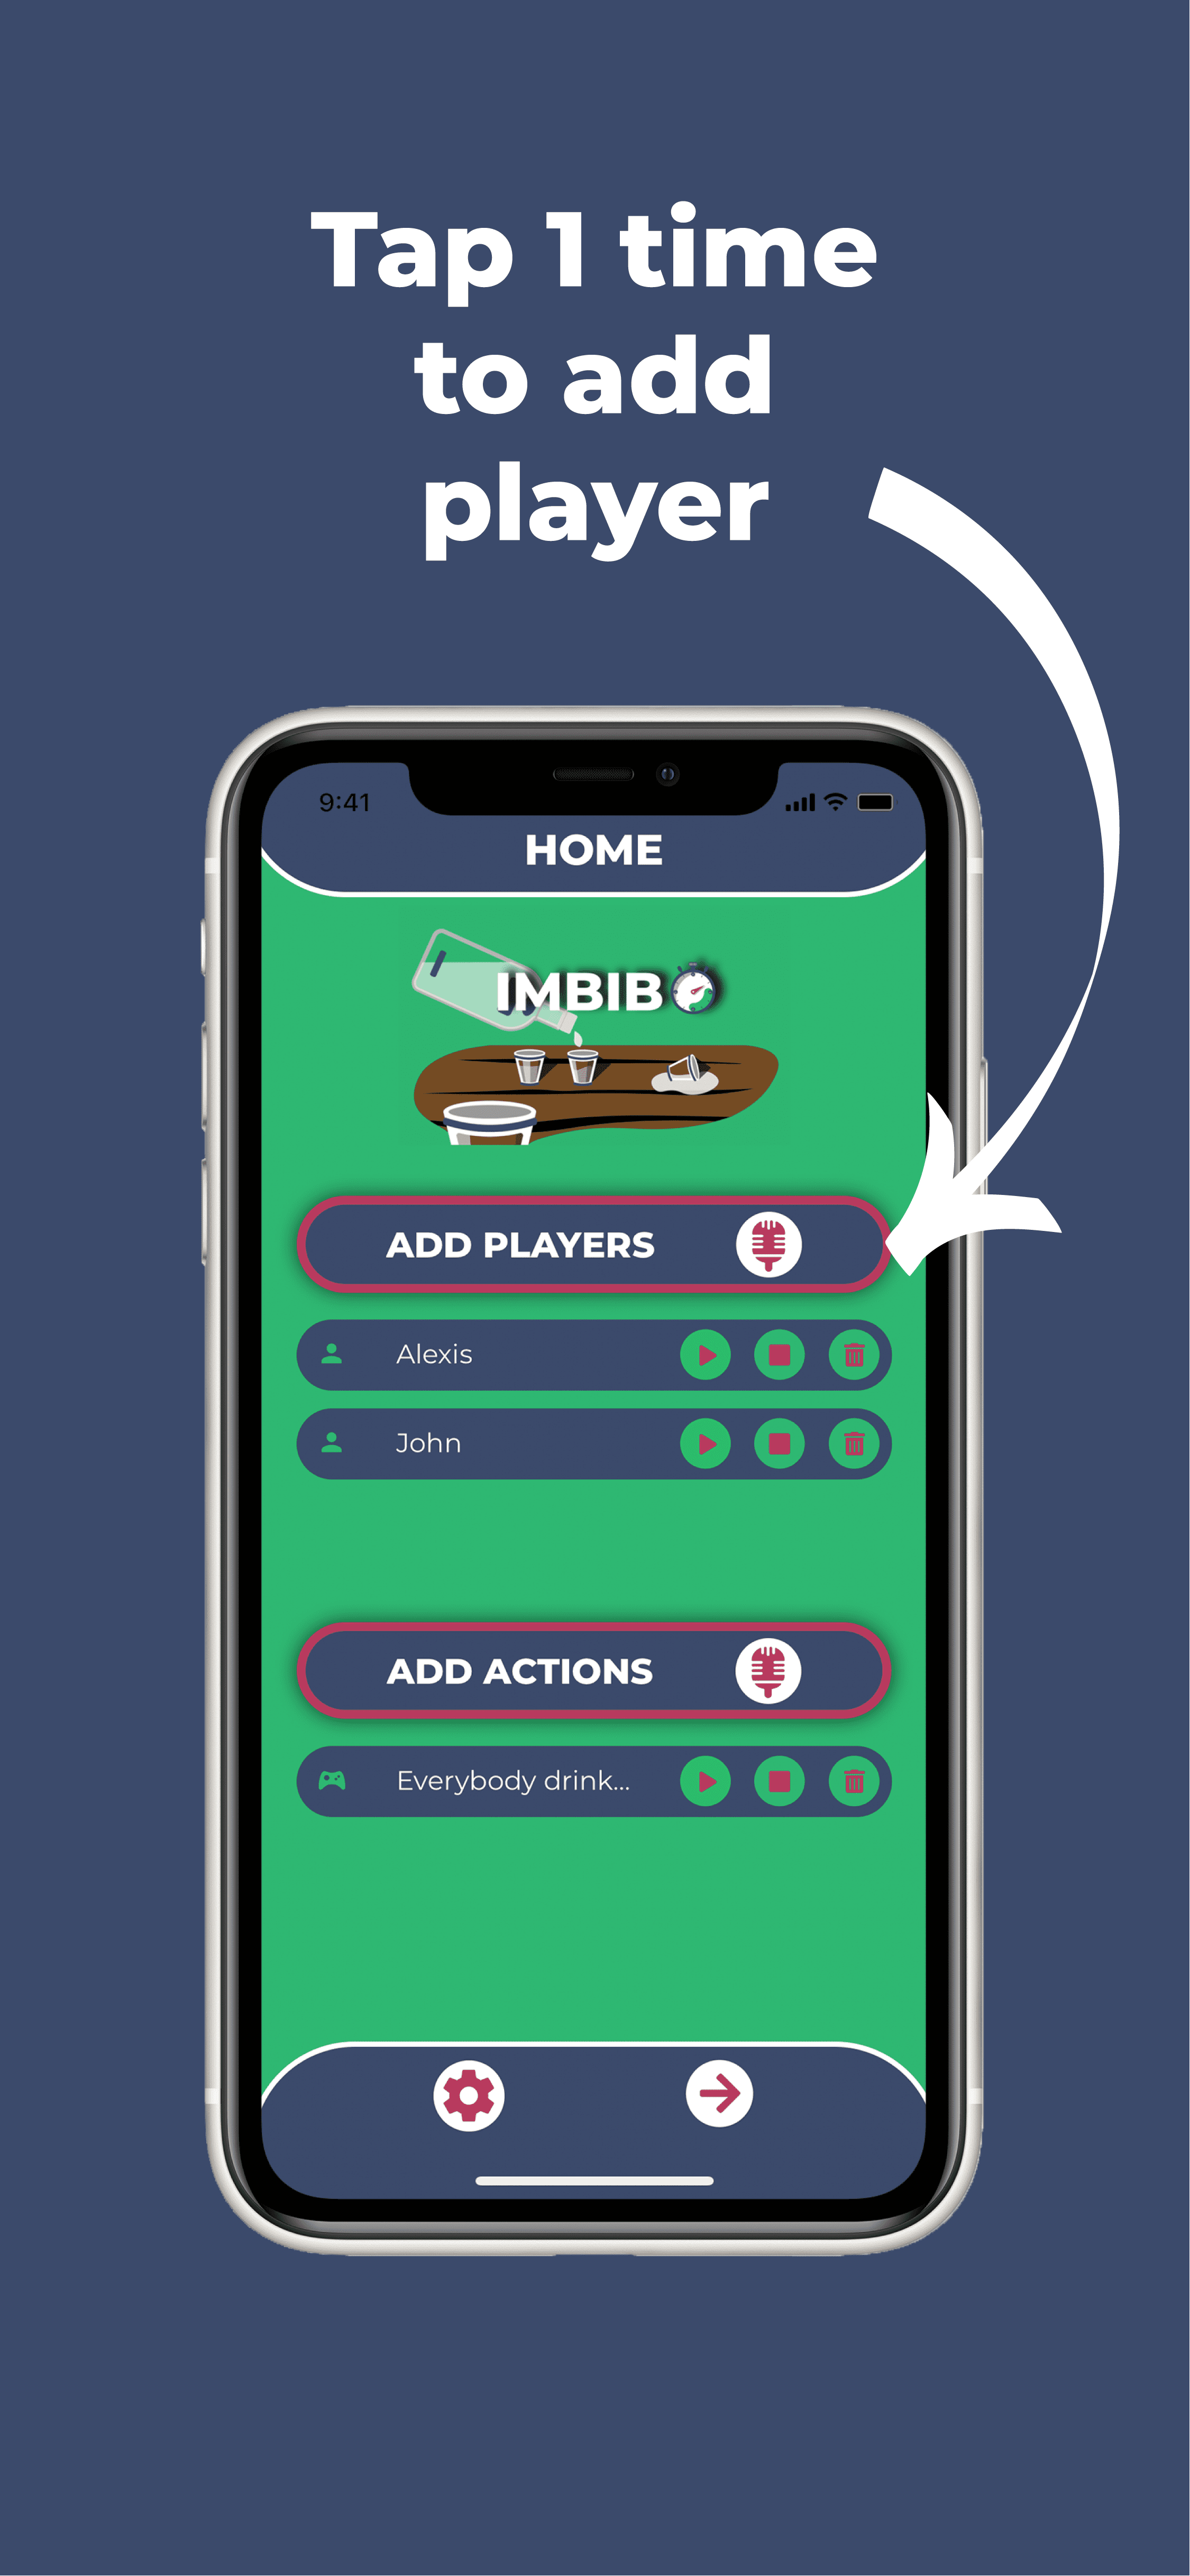 Tap 1 time
to add
player
9:41
HOME
IMBIB
ADD PLAYERS
Alexis
John
ADD ACTIONS
Everybody drink...